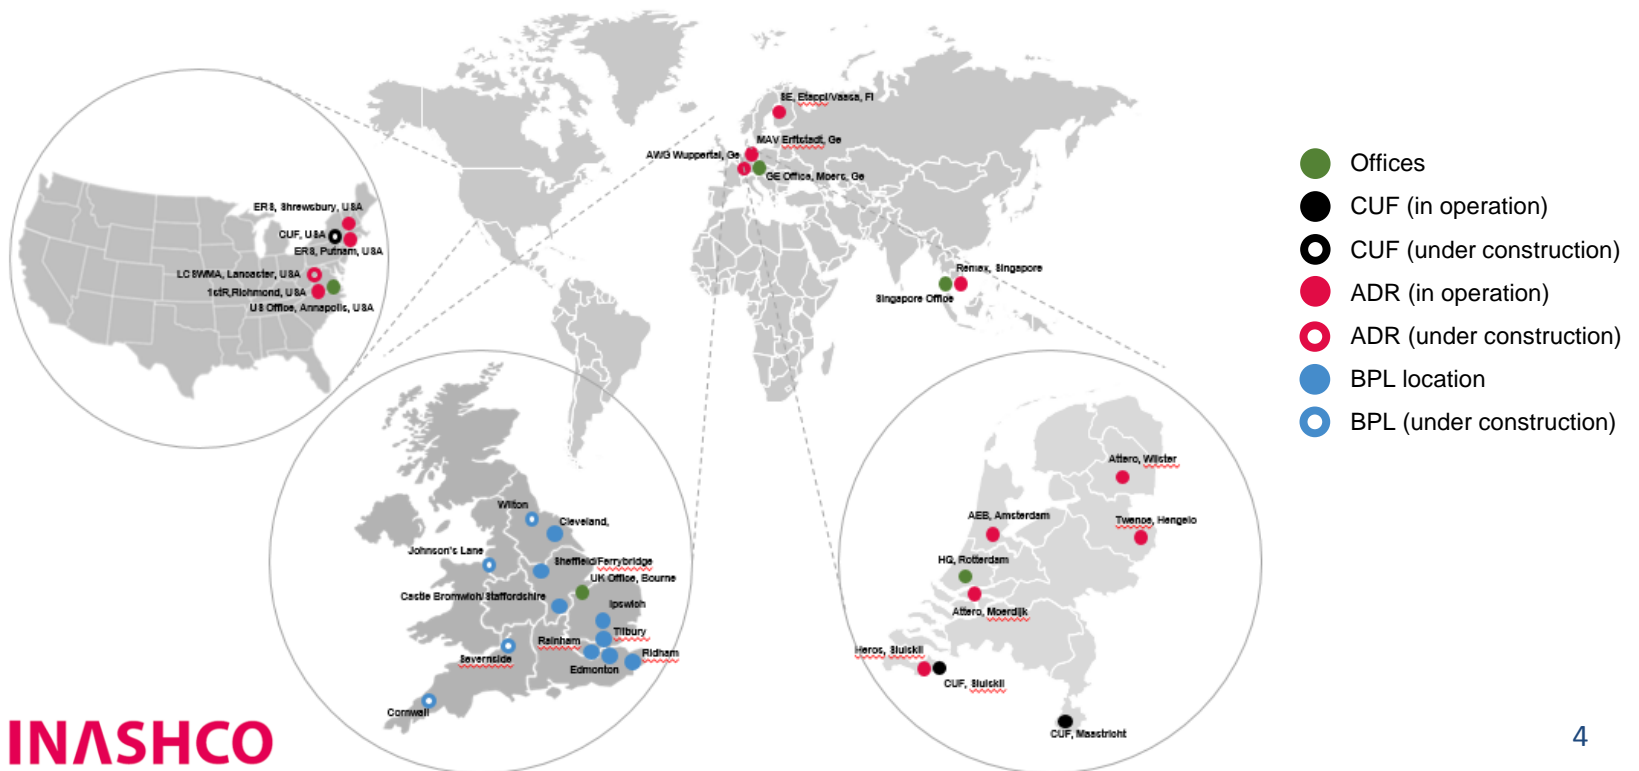 SE, Etappi/Vaasa, FI
MAV Erftstadt, Ge
AWG Wuppertal, Ge
GE Office, Moers, Ge
Remex, Singapore
Singapore Office
ERS, Shrewsbury, USA
CUF, USA
ERS, Putnam, USA
LCSWMA, Lancaster, USA
1stR,Richmond, USA
US Office, Annapolis, USA
Wilton
Cleveland,
Johnson's Lane
Sheffield/Ferrybridge
UK Office, Bourne
Castle Bromwich/Staffordshire
Ipswich
Tilbury
Rainham
Ridham
Severnside
Edmonton
Cornwall
Attero, Wilster
AEB, Amsterdam
Twence, Hengelo
HQ, Rotterdam
Attero, Moerdijk
Heros, Sluiskil
CUF, Sluiskil
CUF, Maastricht
Offices
CUF (in operation)
CUF (under construction)
ADR (in operation)
ADR (under construction)
BPL location
BPL (under construction)
INASHCO
4